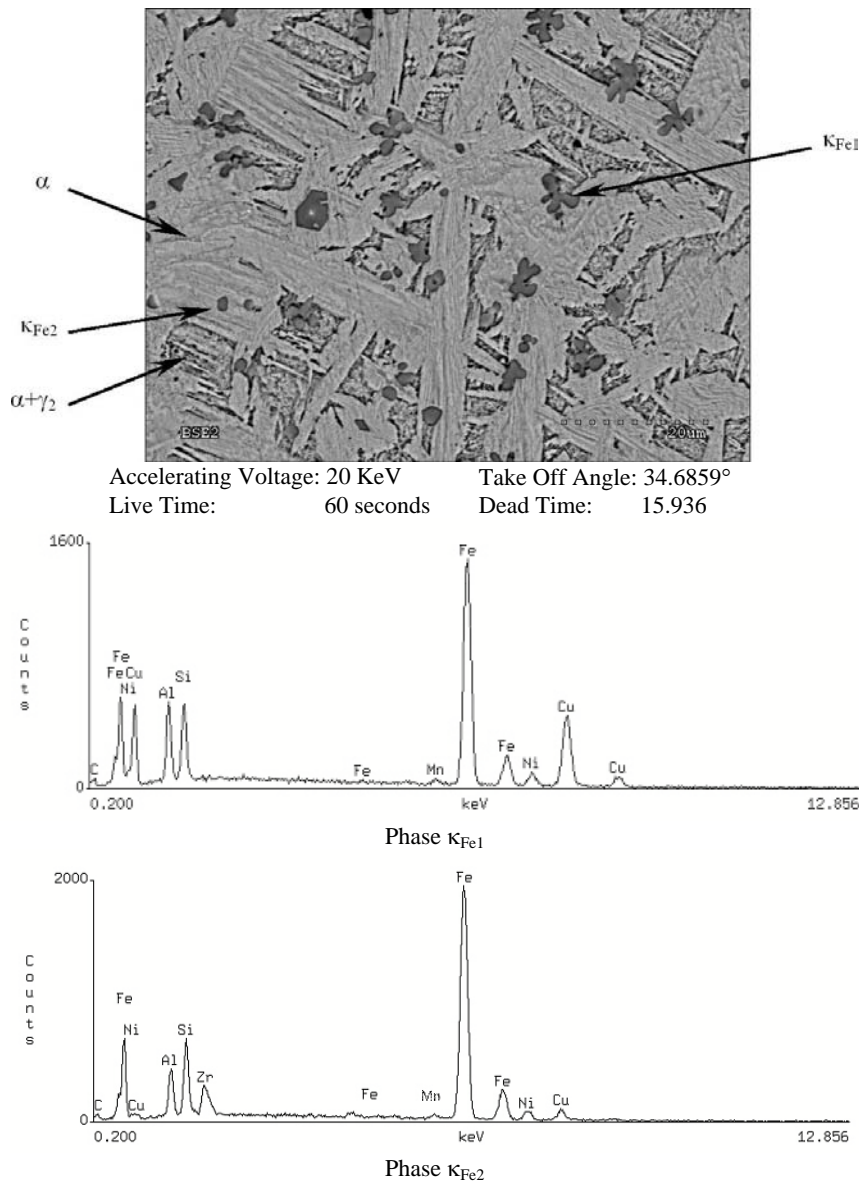 κFe1
α
κFe2
α+γ2
BSE2
20um
Accelerating Voltage: 20 KeV Take Off Angle: 34.6859°
Live Time: 60 seconds Dead Time: 15.936
1600
Fe
Counts
Fe
Fe Cu
Ni Al Si
Cu
C Fe Mn Fe Ni Cu
0
0.200 keV 12.856
Phase κFe1
2000
Fe
Counts
Fe
Ni Si
Al Zr
C Cu Fe Mn Fe Ni Cu
0
0.200 keV 12.856
Phase κFe2